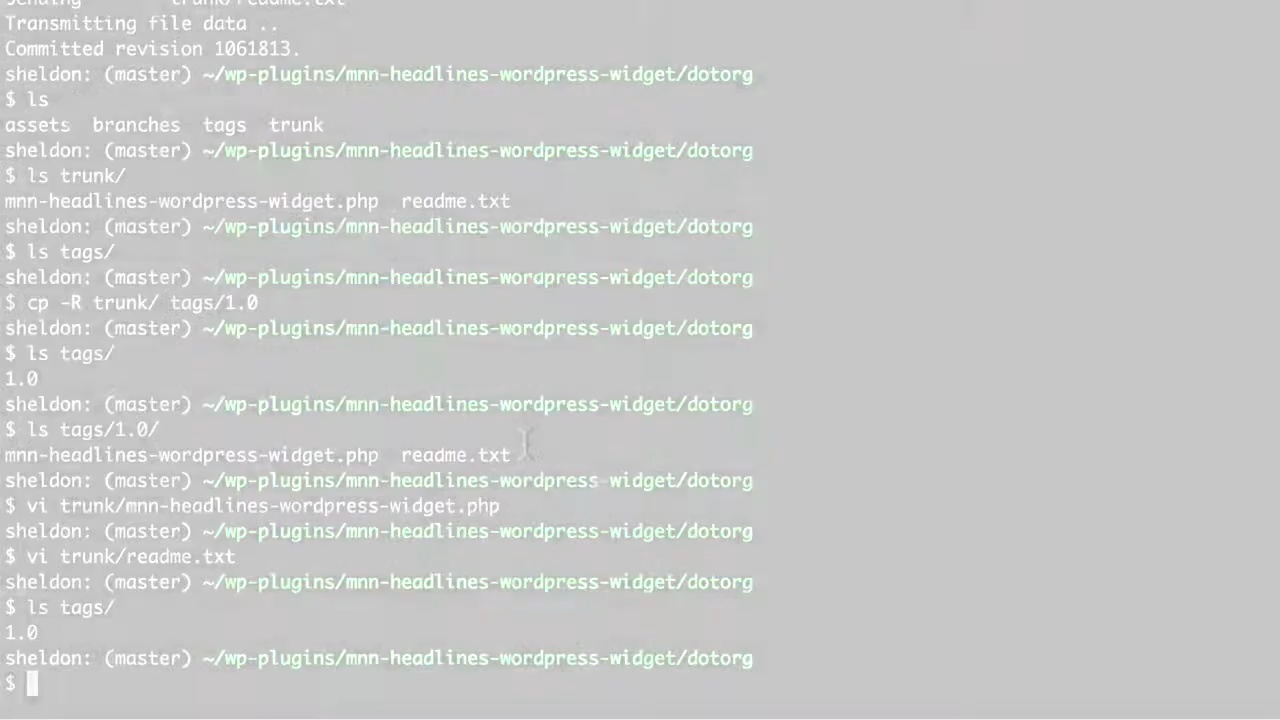 Sending trunk/readme.txt
Transmitting file data ..
Committed revision 1061813.
sheldon: (master) ~/wp-plugins/mnn-headlines-wordpress-widget/dotorg
$ ls
assets branches tags trunk
sheldon: (master) ~/wp-plugins/mnn-headlines-wordpress-widget/dotorg
$ ls trunk/
mnn-headlines-wordpress-widget.php readme.txt
sheldon: (master) ~/wp-plugins/mnn-headlines-wordpress-widget/dotorg
$ ls tags/
sheldon: (master) ~/wp-plugins/mnn-headlines-wordpress-widget/dotorg
$ cp -R trunk/ tags/1.0
sheldon: (master) ~/wp-plugins/mnn-headlines-wordpress-widget/dotorg
$ ls tags/
1.0
sheldon: (master) ~/wp-plugins/mnn-headlines-wordpress-widget/dotorg
$ ls tags/1.0/
mnn-headlines-wordpress-widget.php readme.txt
sheldon: (master) ~/wp-plugins/mnn-headlines-wordpress-widget/dotorg
$ vi trunk/mnn-headlines-wordpress-widget.php
sheldon: (master) ~/wp-plugins/mnn-headlines-wordpress-widget/dotorg
$ vi trunk/readme.txt
sheldon: (master) ~/wp-plugins/mnn-headlines-wordpress-widget/dotorg
$ ls tags/
1.0
sheldon: (master) ~/wp-plugins/mnn-headlines-wordpress-widget/dotorg
$